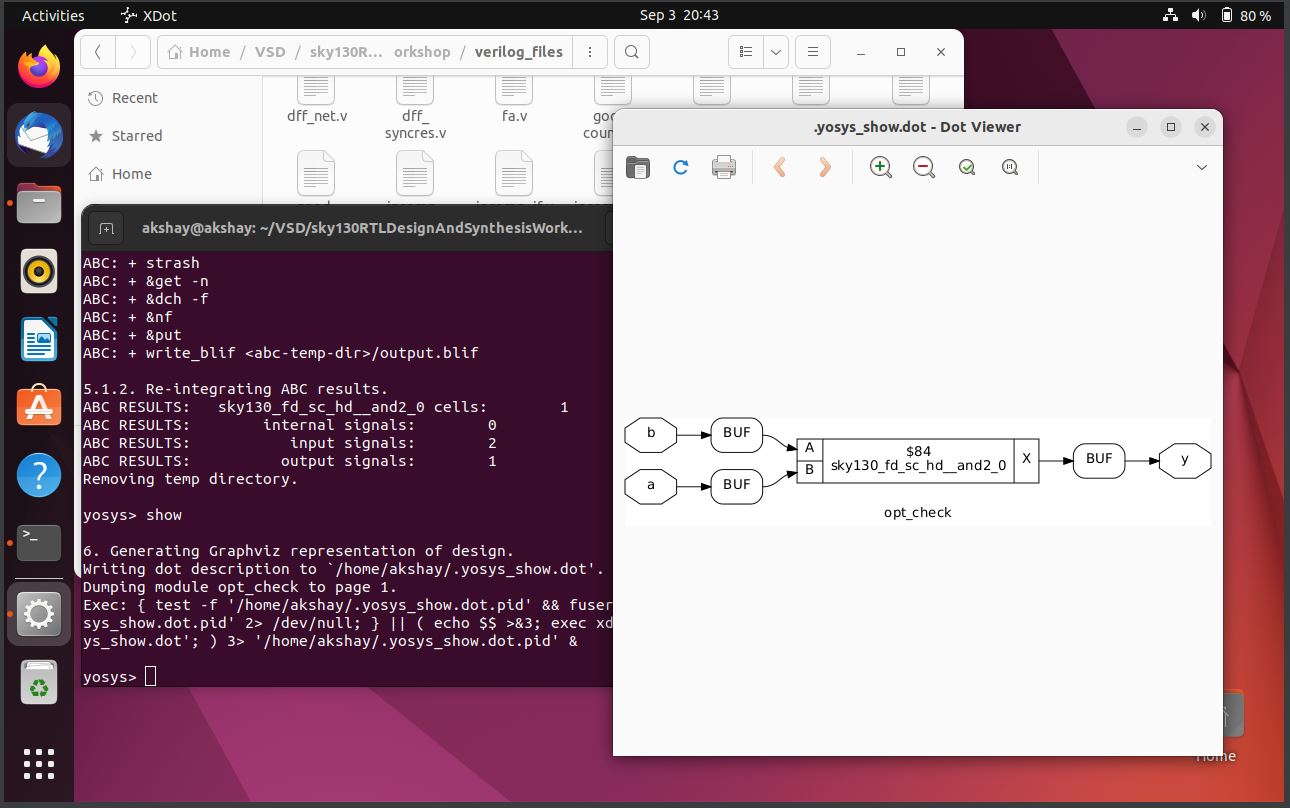 Activities
XDot
Sep 3 20:43
80 %
Home / VSD / sky130R... orkshop / verilog_files
Recent
Starred
Home
dff_net.v
dff_
syncres.v
fa.v
akshay@akshay: ~/VSD/sky130RTLDesignAndSynthesisWork...
ABC: + strash
ABC: + &get -n
ABC: + &dch -f
ABC: + &nf
ABC: + &put
ABC: + write_blif <abc-temp-dir>/output.blif
5.1.2. Re-integrating ABC results.
ABC RESULTS: sky130_fd_sc_hd__and2_0 cells: 1
ABC RESULTS: internal signals: 0
ABC RESULTS: input signals: 2
ABC RESULTS: output signals: 1
Removing temp directory.
yosys> show
6. Generating Graphviz representation of design.
Writing dot description to `/home/akshay/.yosys_show.dot'.
Dumping module opt_check to page 1.
Exec: { test -f '/home/akshay/.yosys_show.dot.pid' && fuser
sys_show.dot.pid' 2> /dev/null; } || ( echo $$ >&3; exec xd
ys_show.dot'; ) 3> '/home/akshay/.yosys_show.dot.pid' &
yosys>
.yosys_show.dot - Dot Viewer
b
BUF
a
BUF
A
B
$84
sky130_fd_sc_hd__and2_0
X
BUF
y
opt_check
Home